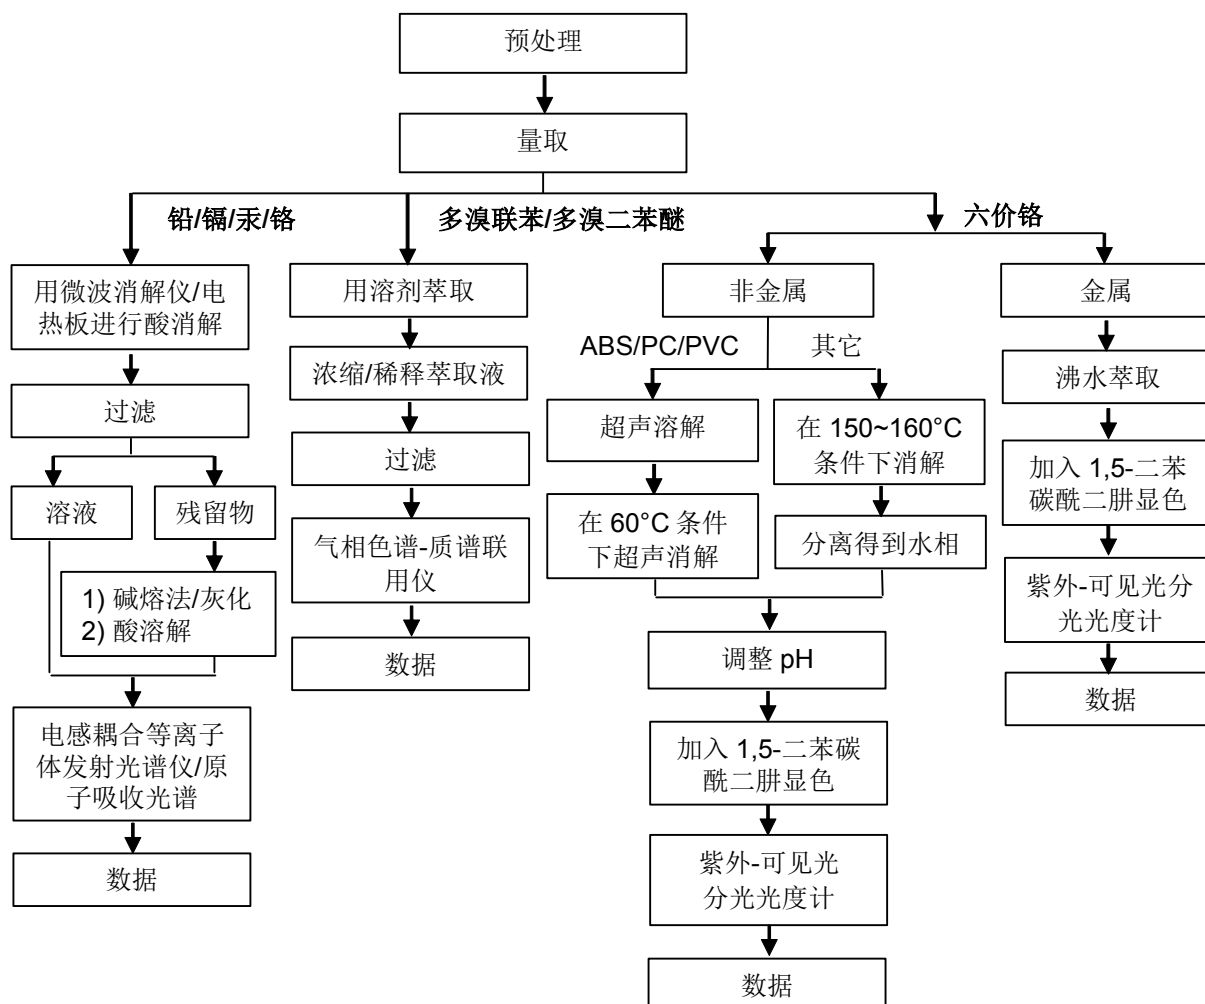 预处理
量取
铅/镉/汞/铬
多溴联苯/多溴二苯醚
六价铬
用微波消解仪/电
热板进行酸消解
过滤
溶液
残留物
1) 碱熔法/灰化
2) 酸溶解
电感耦合等离子
体发射光谱仪/原
子吸收光谱
数据
用溶剂萃取
浓缩/稀释萃取液
过滤
气相色谱-质谱联
用仪
数据
非金属
ABS/PC/PVC
其它
超声溶解
在 60°C 条件
下超声消解
在 150~160°C
条件下消解
分离得到水相
调整 pH
加入 1,5-二苯碳
酰二肼显色
紫外-可见光
分光光度计
数据
金属
沸水萃取
加入 1,5-二苯
碳酰二肼显色
紫外-可见光分
光光度计
数据